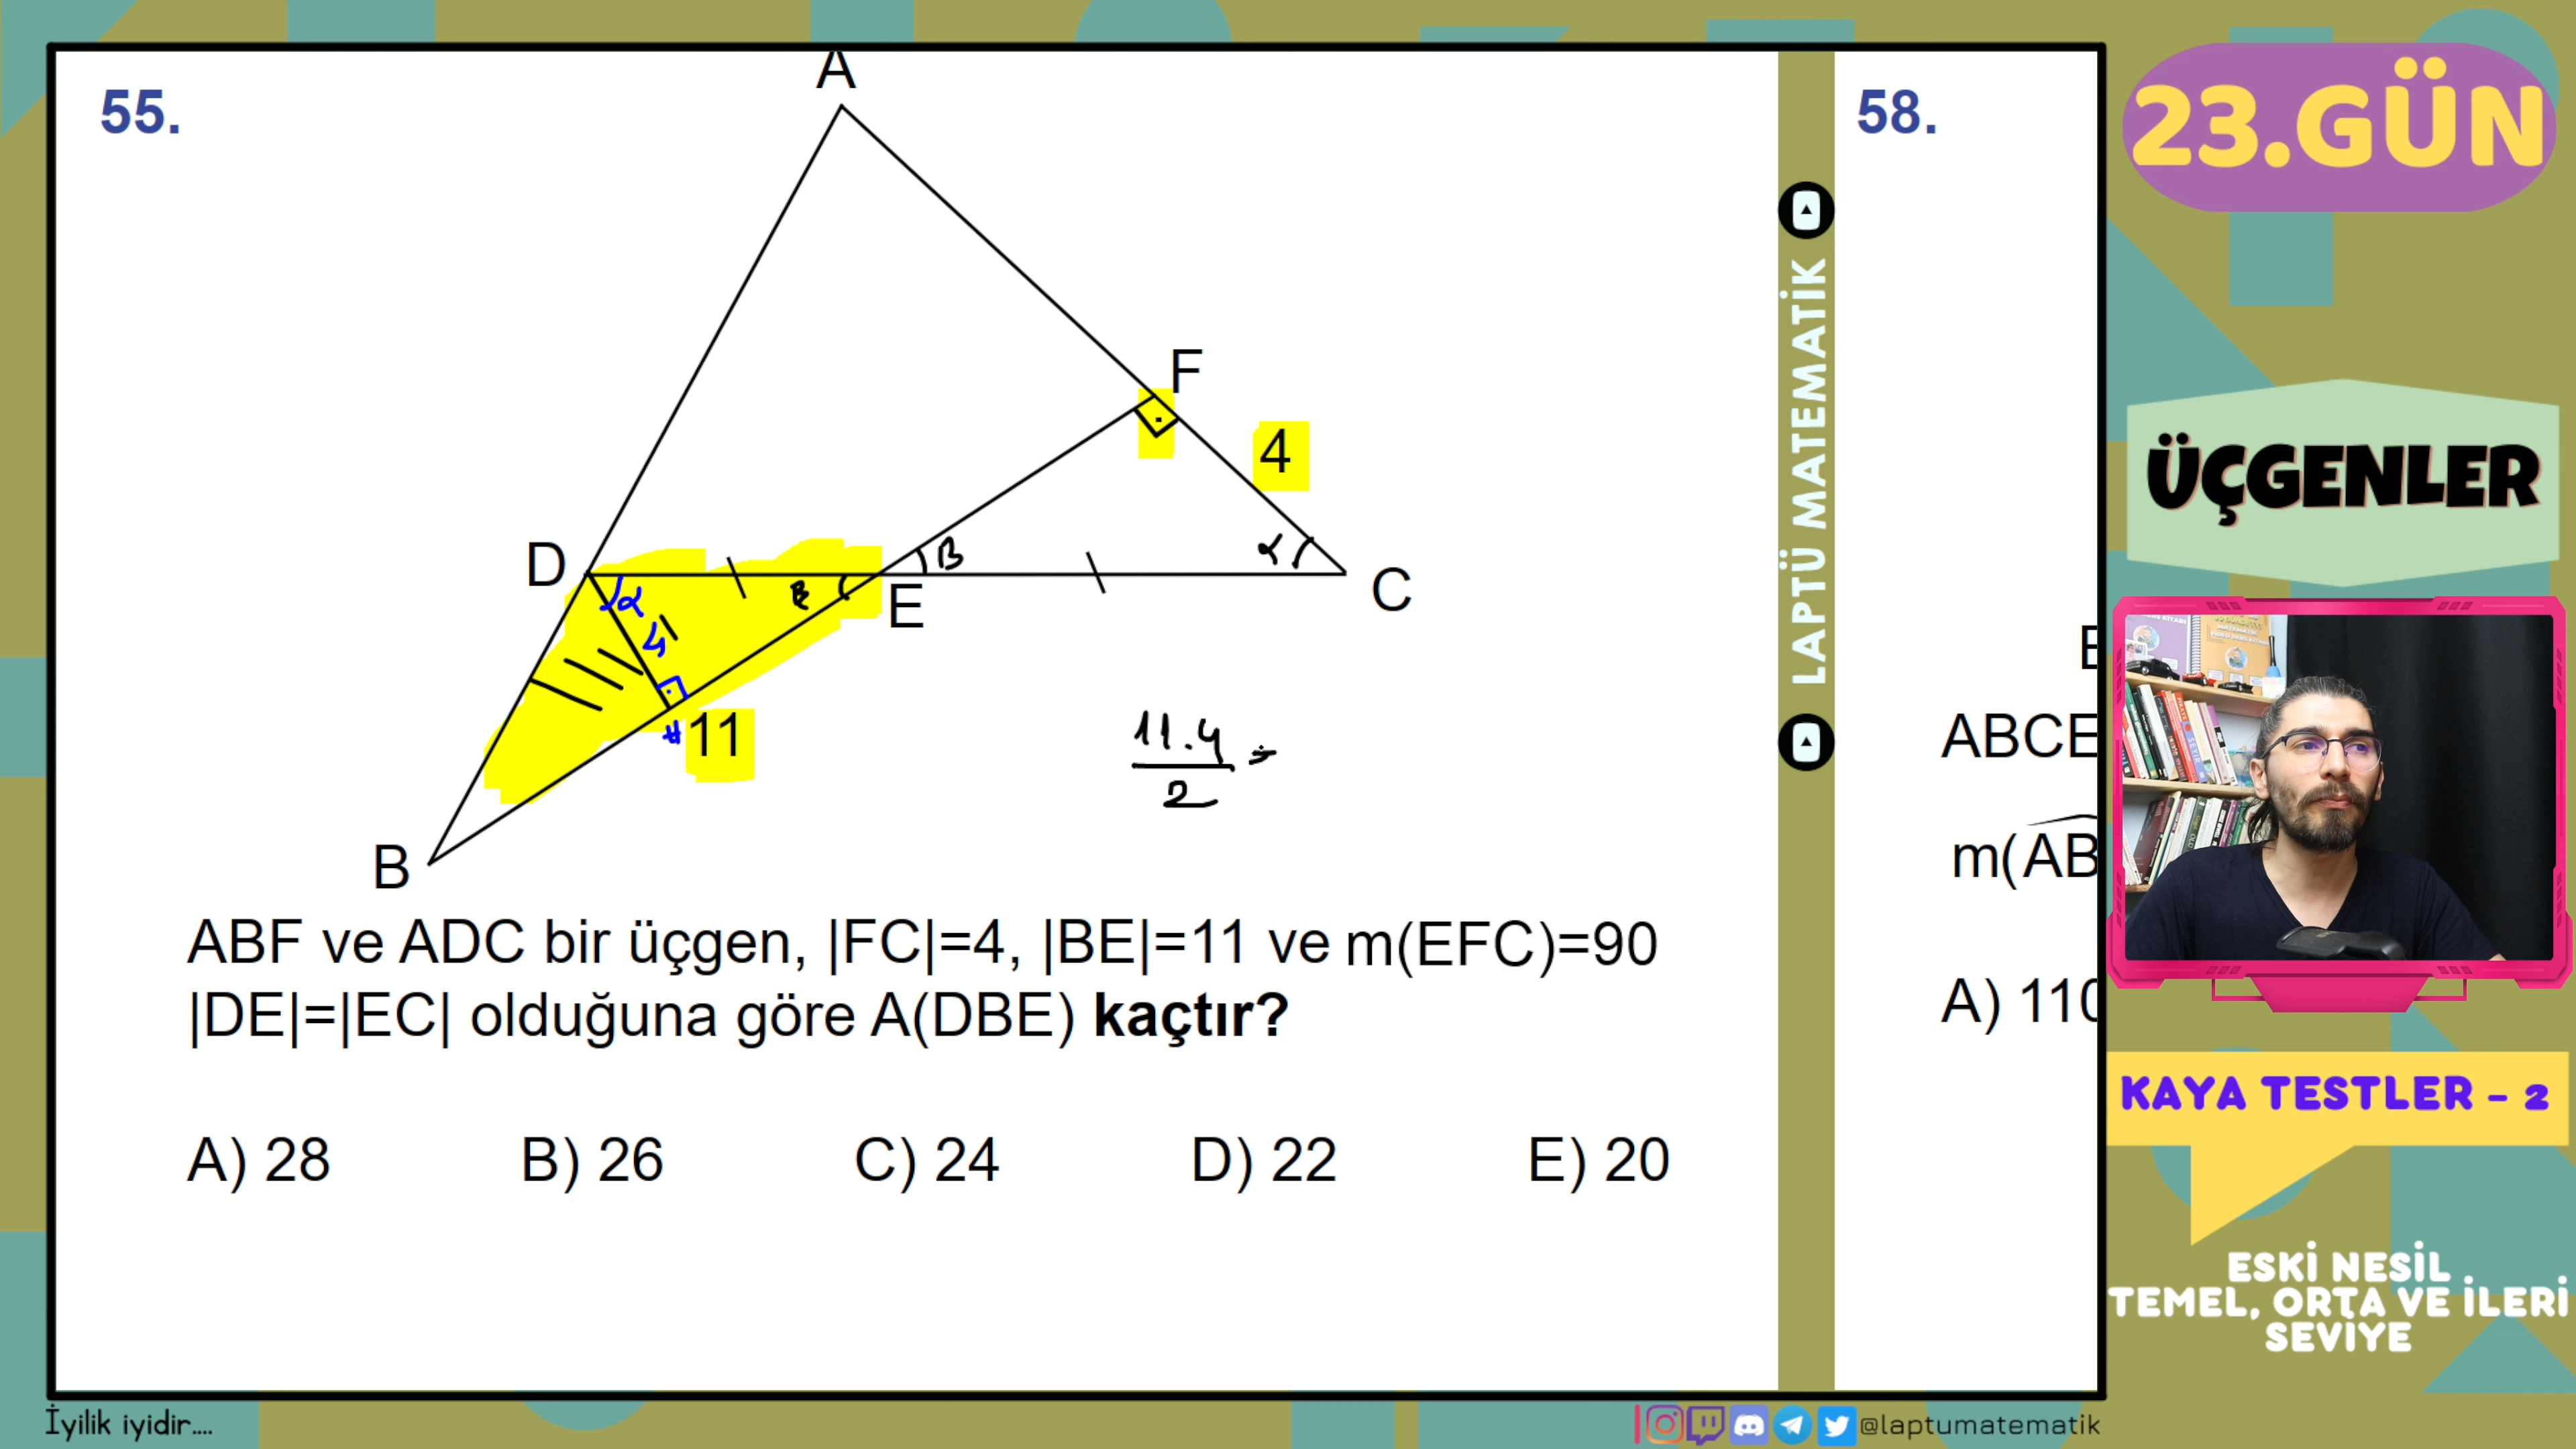 55.
A
F
4
D
E
C
B
α
β
β
α
4
H
11
11.4
2
=
ABF ve ADC bir üçgen, |FC|=4, |BE|=11 ve m(EFC)=90
|DE|=|EC| olduğuna göre A(DBE) kaçtır?
A) 28 B) 26 C) 24 D) 22 E) 20
LAPTÜ MATEMATİK
58.
E
ABCE
m(AB
A) 110
23.GÜN
ÜÇGENLER
KAYA TESTLER - 2
ESKİ NESİL
TEMEL, ORTA VE İLERİ
SEVİYE
İyilik iyidir....
@laptumatematik